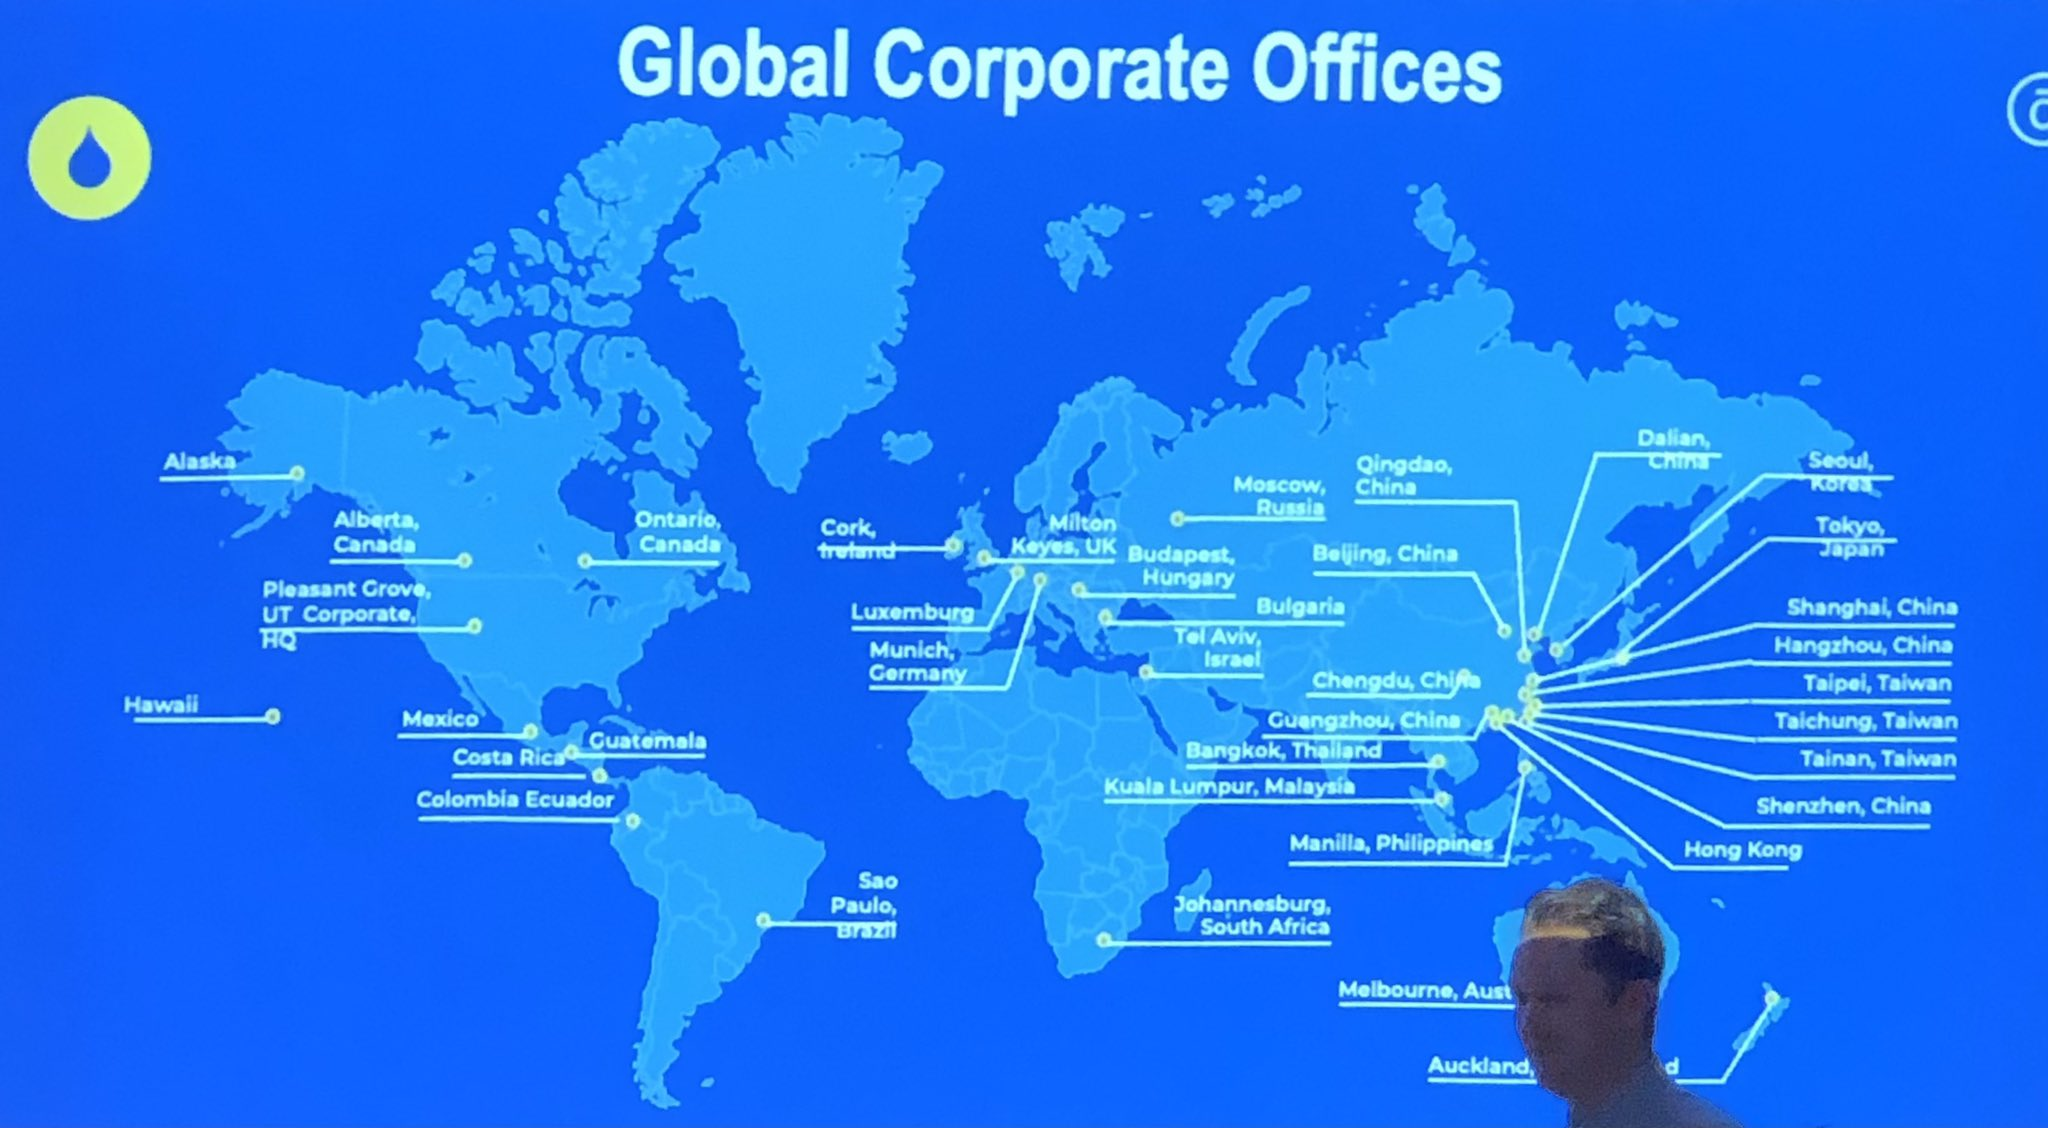 Global Corporate Offices
ō
Alaska
Alberta,
Canada
Ontario,
Canada
Pleasant Grove,
UT Corporate,
HQ
Hawaii
Mexico
Guatemala
Costa Rica
Colombia Ecuador
Sao
Paulo,
Brazil
Cork,
Ireland
Milton
Keyes, UK
Luxemburg
Munich,
Germany
Moscow,
Russia
Budapest,
Hungary
Bulgaria
Tel Aviv,
Israel
Johannesburg,
South Africa
Qingdao,
China
Beijing, China
Chengdu, China
Guangzhou, China
Bangkok, Thailand
Kuala Lumpur, Malaysia
Manilla, Philippines
Dalian,
China
Seoul,
Korea
Tokyo,
Japan
Shanghai, China
Hangzhou, China
Taipei, Taiwan
Taichung, Taiwan
Tainan, Taiwan
Shenzhen, China
Hong Kong
Melbourne, Aust
Auckland, d